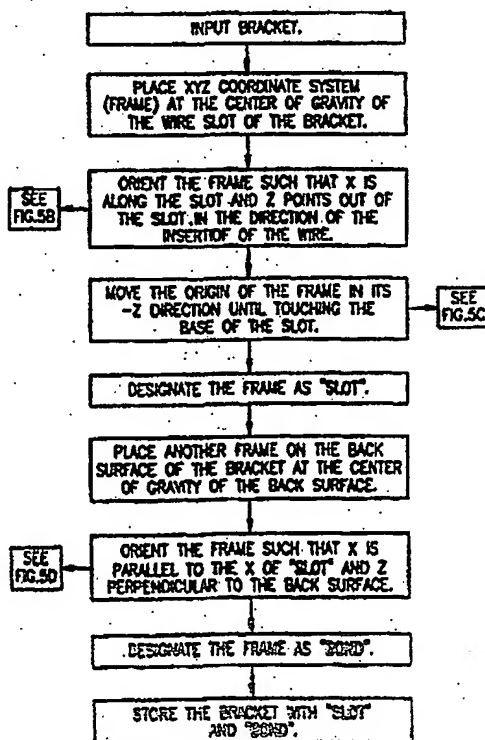 INPUT BRACKET.
PLACE XYZ COORDINATE SYSTEM
(FRAME) AT THE CENTER OF GRAVITY OF
THE WIRE SLOT OF THE BRACKET.
ORIENT THE FRAME SUCH THAT X IS
ALONG THE SLOT AND Z POINTS OUT OF
THE SLOT IN THE DIRECTION OF THE
INSERTIOF OF THE WIRE.
SEE
FIG.5B
MOVE THE ORIGIN OF THE FRAME IN ITS
-Z DIRECTION UNTIL TOUCHING THE
BASE OF THE SLOT.
SEE
FIG.5C
DESIGNATE THE FRAME AS "SLOT".
PLACE ANOTHER FRAME ON THE BACK
SURFACE OF THE BRACKET AT THE CENTER
OF GRAVITY OF THE BACK SURFACE.
SEE
FIG.5D
ORIENT THE FRAME SUCH THAT X IS
PARALLEL TO THE X OF "SLOT" AND Z
PERPENDICULAR TO THE BACK SURFACE.
DESIGNATE THE FRAME AS "BOND".
STORE THE BRACKET WITH "SLOT"
AND "BOND".